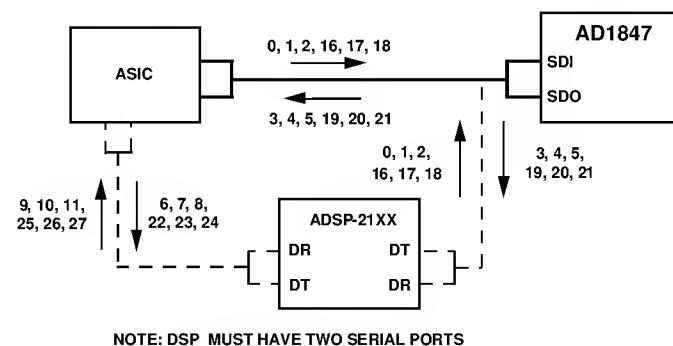 0, 1, 2, 16, 17, 18
AD1847
ASIC
SDI
SDO
3, 4, 5, 19, 20, 21
0, 1, 2,
16, 17, 18
3, 4, 5,
19, 20, 21
9, 10, 11,
25, 26, 27
6, 7, 8,
22, 23, 24
ADSP-21XX
DR
DT
DT
DR
NOTE: DSP MUST HAVE TWO SERIAL PORTS